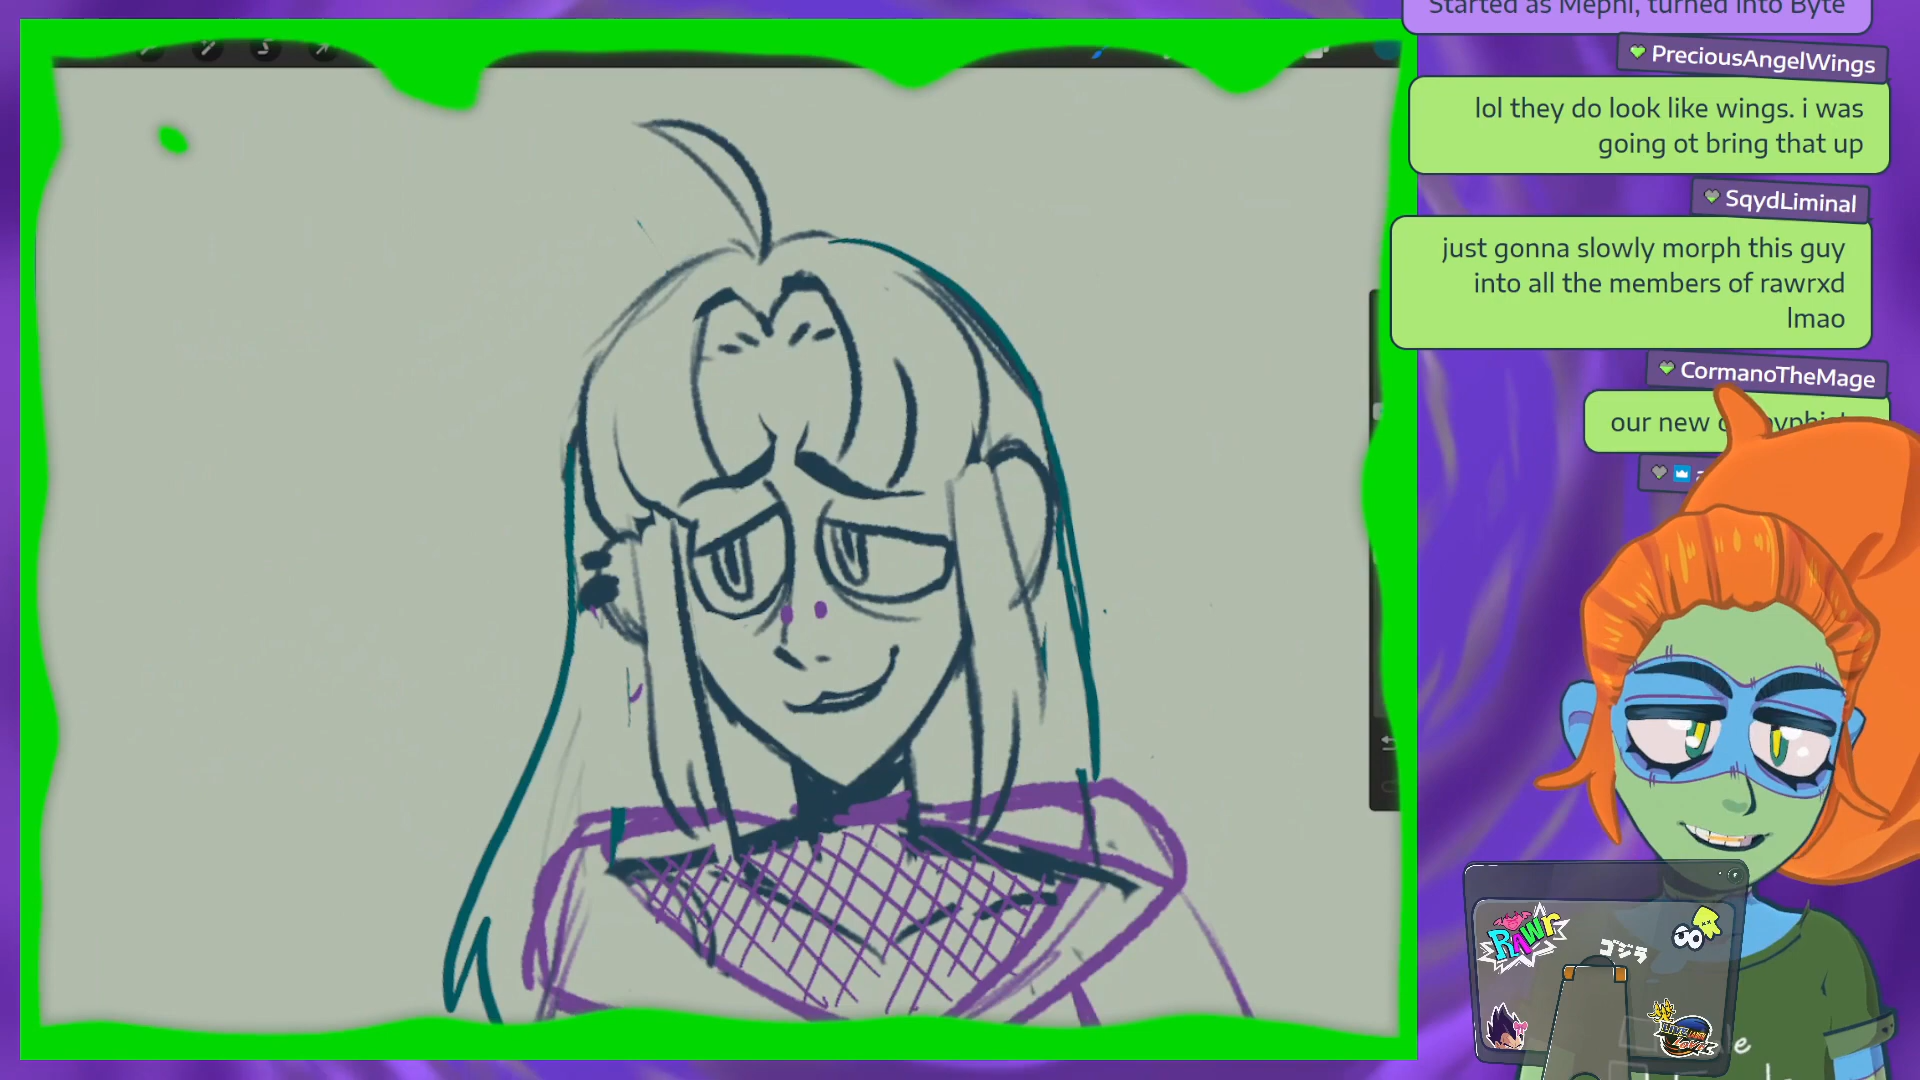 Started as Mephi, turned into Byte
PreciousAngelWings
lol they do look like wings. i was
going ot bring that up
SqydLiminal
just gonna slowly morph this guy
into all the members of rawrxd
lmao
CormanoTheMage
our new
RAWr
ゴジラ
LIVE
LOVE